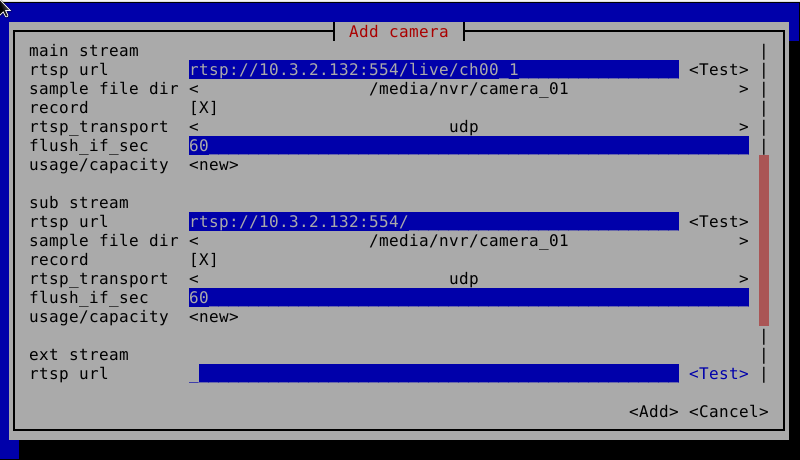 Add camera
main stream
rtsp url rtsp://10.3.2.132:554/live/ch00_1 <Test>
sample file dir < /media/nvr/camera_01 >
record [X]
rtsp_transport < udp >
flush_if_sec 60
usage/capacity <new>
sub stream
rtsp url rtsp://10.3.2.132:554/ <Test>
sample file dir < /media/nvr/camera_01 >
record [X]
rtsp_transport < udp >
flush_if_sec 60
usage/capacity <new>
ext stream
rtsp url <Test>
<Add> <Cancel>